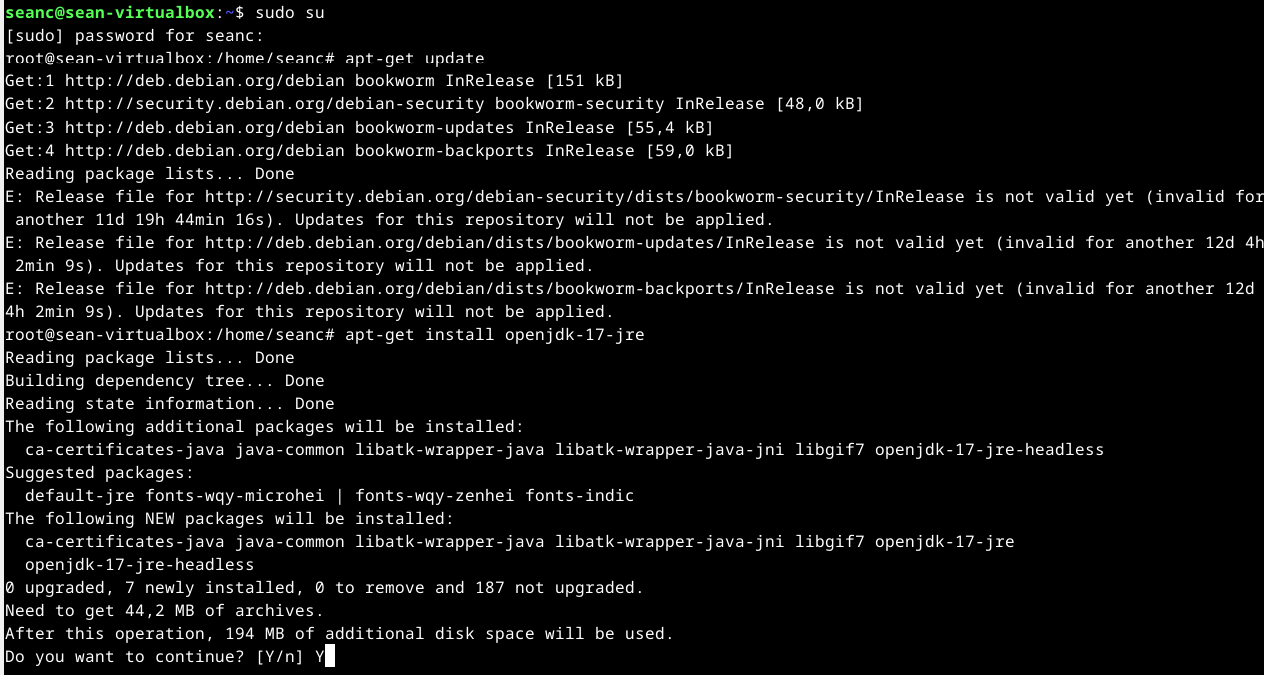 seanc@sean-virtualbox:~$ sudo su
[sudo] password for seanc:
root@sean-virtualbox:/home/seanc# apt-get update
Get:1 http://deb.debian.org/debian bookworm InRelease [151 kB]
Get:2 http://security.debian.org/debian-security bookworm-security InRelease [48,0 kB]
Get:3 http://deb.debian.org/debian bookworm-updates InRelease [55,4 kB]
Get:4 http://deb.debian.org/debian bookworm-backports InRelease [59,0 kB]
Reading package lists... Done
E: Release file for http://security.debian.org/debian-security/dists/bookworm-security/InRelease is not valid yet (invalid for
 another 11d 19h 44min 16s). Updates for this repository will not be applied.
E: Release file for http://deb.debian.org/debian/dists/bookworm-updates/InRelease is not valid yet (invalid for another 12d 4h
 2min 9s). Updates for this repository will not be applied.
E: Release file for http://deb.debian.org/debian/dists/bookworm-backports/InRelease is not valid yet (invalid for another 12d
4h 2min 9s). Updates for this repository will not be applied.
root@sean-virtualbox:/home/seanc# apt-get install openjdk-17-jre
Reading package lists... Done
Building dependency tree... Done
Reading state information... Done
The following additional packages will be installed:
  ca-certificates-java java-common libatk-wrapper-java libatk-wrapper-java-jni libgif7 openjdk-17-jre-headless
Suggested packages:
  default-jre fonts-wqy-microhei | fonts-wqy-zenhei fonts-indic
The following NEW packages will be installed:
  ca-certificates-java java-common libatk-wrapper-java libatk-wrapper-java-jni libgif7 openjdk-17-jre
  openjdk-17-jre-headless
0 upgraded, 7 newly installed, 0 to remove and 187 not upgraded.
Need to get 44,2 MB of archives.
After this operation, 194 MB of additional disk space will be used.
Do you want to continue? [Y/n] Y